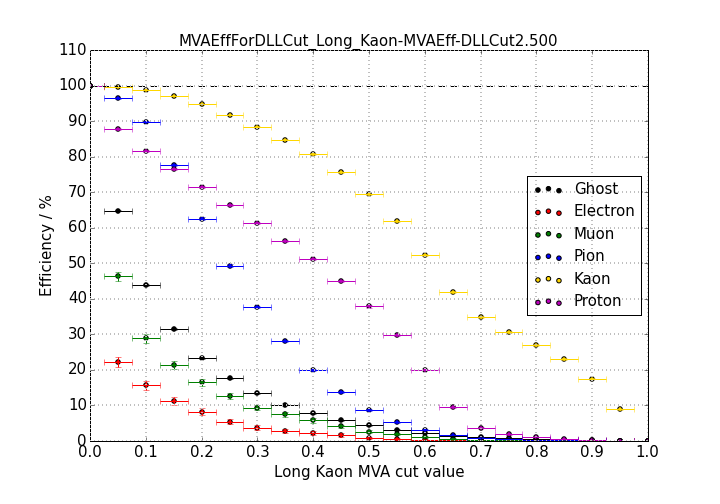 MVAEffForDLLCut_Long_Kaon-MVAEff-DLLCut2.500
Efficiency / %
110
100
90
80
70
60
50
40
30
20
10
0
Ghost
Electron
Muon
Pion
Kaon
Proton
0.0 0.1 0.2 0.3 0.4 0.5 0.6 0.7 0.8 0.9 1.0
Long Kaon MVA cut value